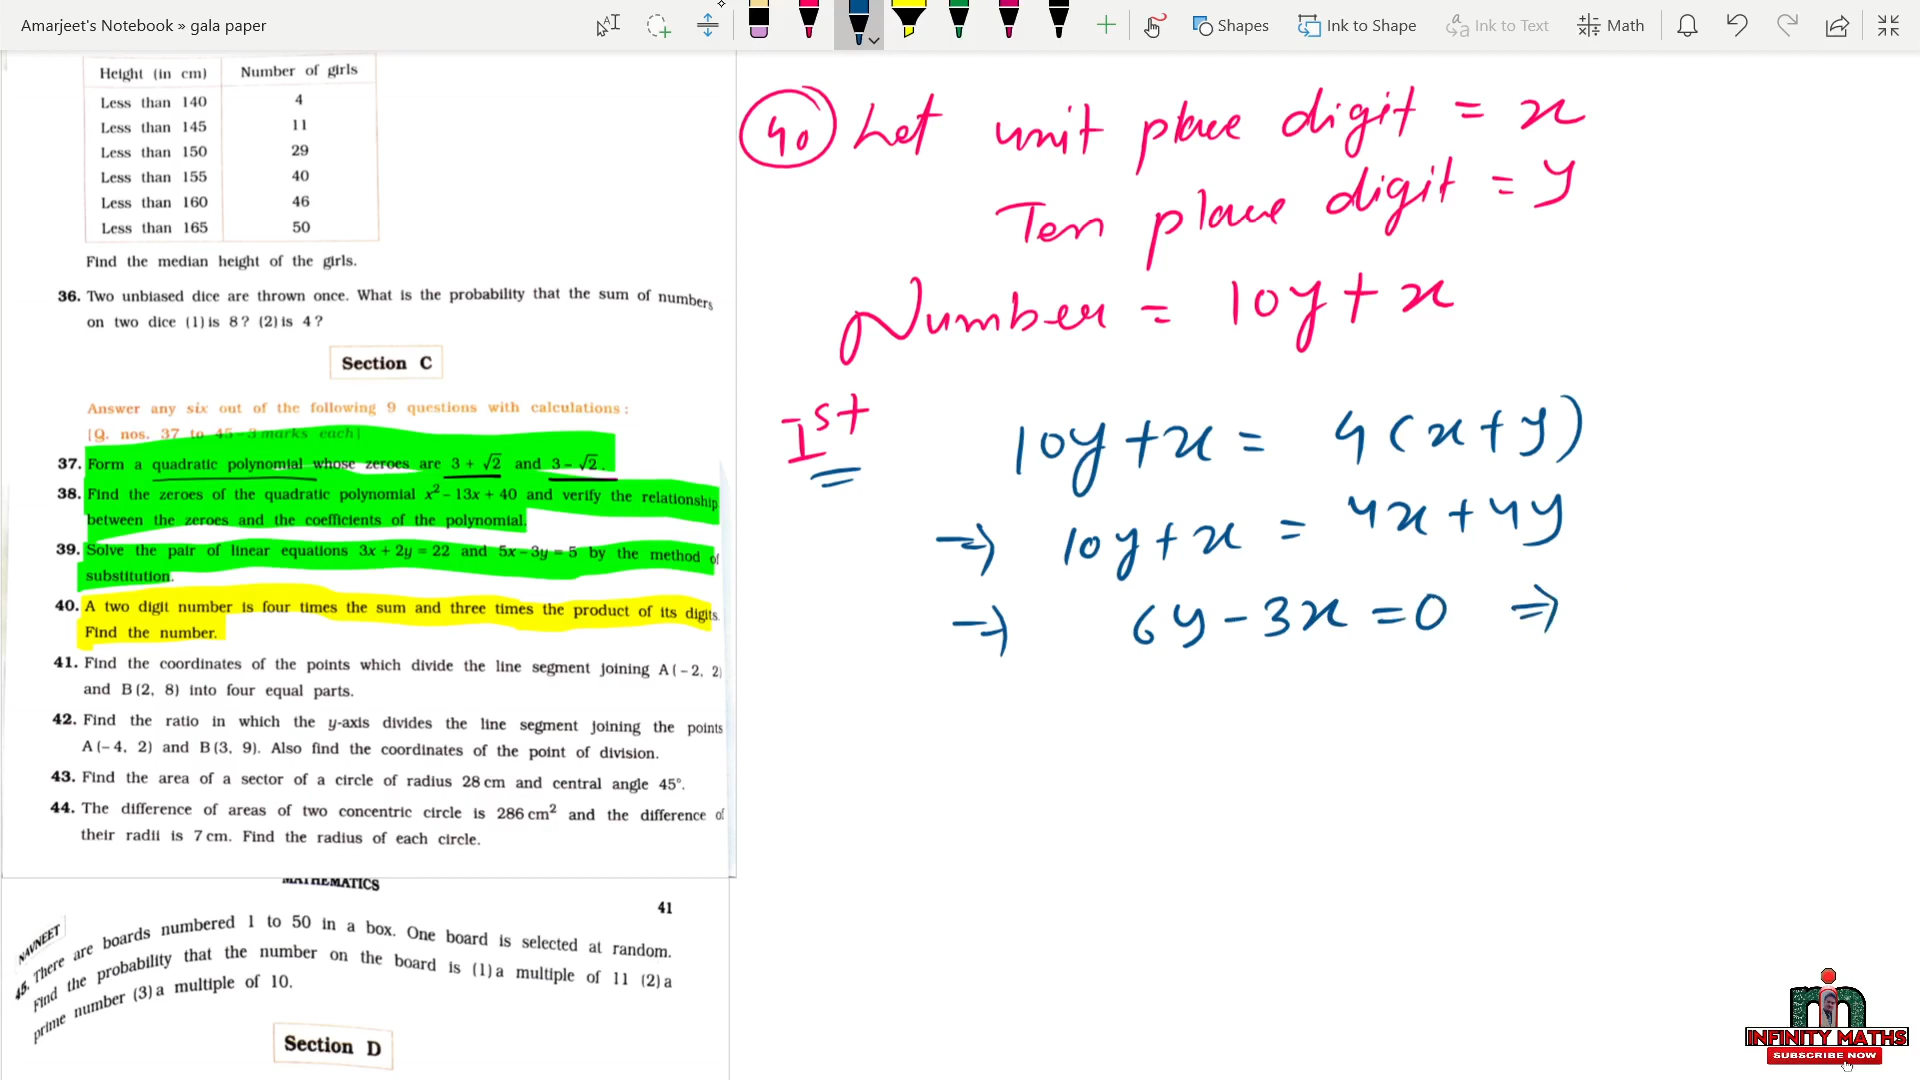 Amarjeet's Notebook » gala paper
Shapes
Ink to Shape
Ink to Text
Math
Height (in cm) Number of girls
Less than 140 4
Less than 145 11
Less than 150 29
Less than 155 40
Less than 160 46
Less than 165 50
Find the median height of the girls.
36. Two unbiased dice are thrown once. What is the probability that the sum of numbers
on two dice (1) is 8? (2) is 4?
Section C
Answer any six out of the following 9 questions with calculations:
[Q. nos. 37 to 45–3 marks each]
37. Form a quadratic polynomial whose zeroes are 3 + √2 and 3 – √2.
38. Find the zeroes of the quadratic polynomial x² – 13x + 40 and verify the relationship
between the zeroes and the coefficients of the polynomial.
39. Solve the pair of linear equations 3x + 2y = 22 and 5x – 3y = 5 by the method of
substitution.
40. A two digit number is four times the sum and three times the product of its digits.
Find the number.
41. Find the coordinates of the points which divide the line segment joining A(–2, 2)
and B(2, 8) into four equal parts.
42. Find the ratio in which the y-axis divides the line segment joining the points
A(–4, 2) and B(3, 9). Also find the coordinates of the point of division.
43. Find the area of a sector of a circle of radius 28 cm and central angle 45°.
44. The difference of areas of two concentric circle is 286 cm² and the difference of
their radii is 7 cm. Find the radius of each circle.
MATHEMATICS
41
NAVNEET
45. There are boards numbered 1 to 50 in a box. One board is selected at random.
Find the probability that the number on the board is (1) a multiple of 11 (2) a
prime number (3) a multiple of 10.
Section D
40 Let unit place digit = x
Ten place digit = y
Number = 10y + x
Ist 10y + x = 4(x+y)
→ 10y + x = 4x + 4y
→ 6y – 3x = 0 ⇒
INFINITY MATHS
SUBSCRIBE NOW